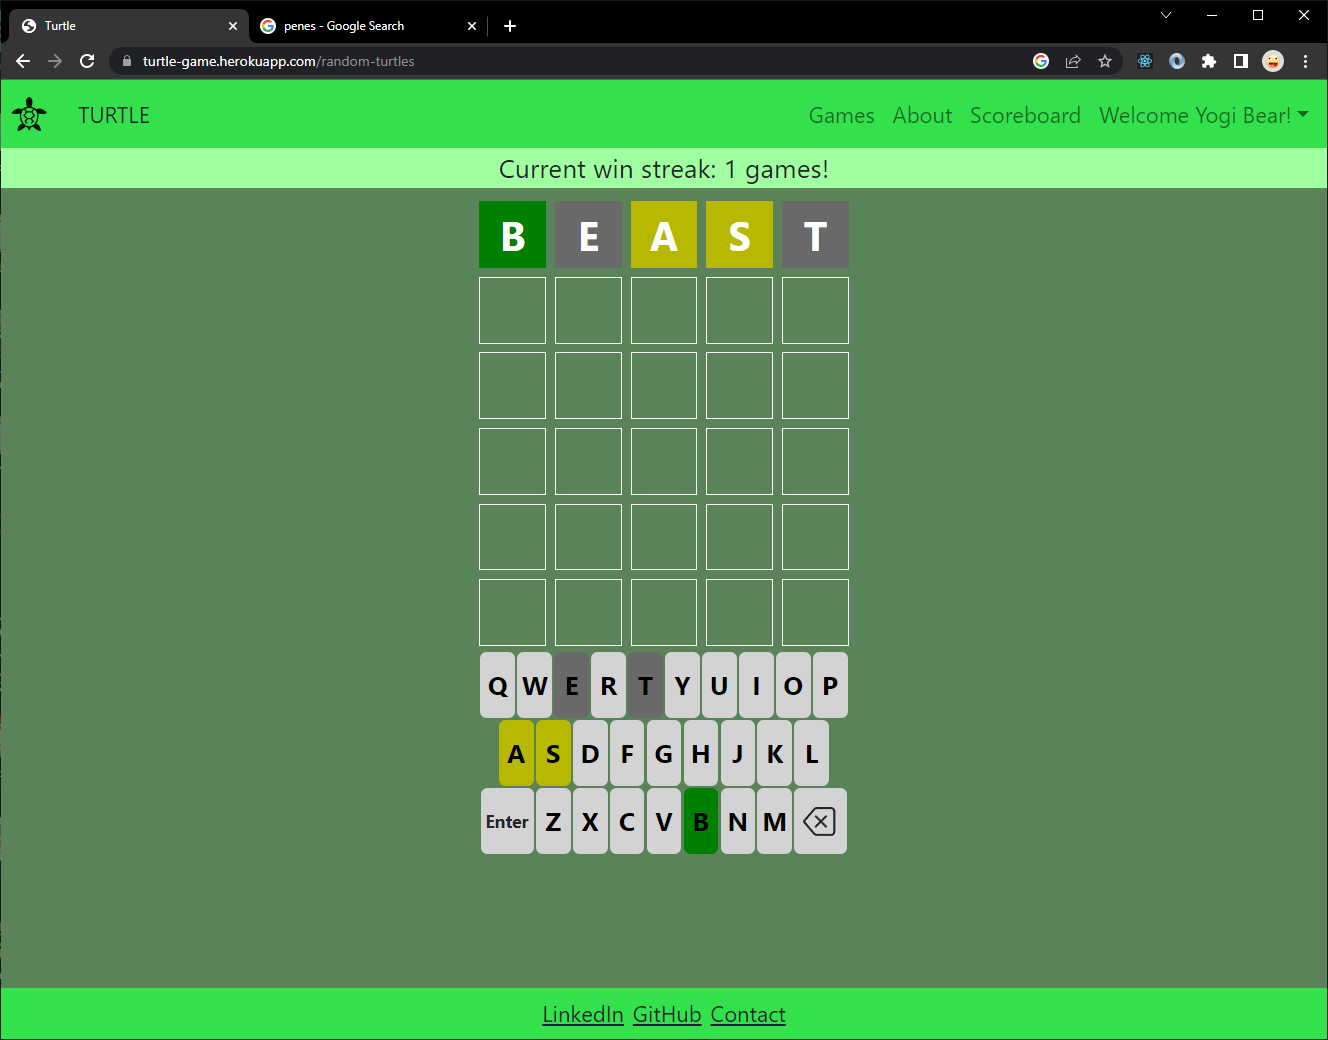 Turtle
penes - Google Search
turtle-game.herokuapp.com/random-turtles
TURTLE
Games About Scoreboard Welcome Yogi Bear!
Current win streak: 1 games!
B E A S T
Q W E R T Y U I O P
A S D F G H J K L
Enter Z X C V B N M
LinkedIn GitHub Contact